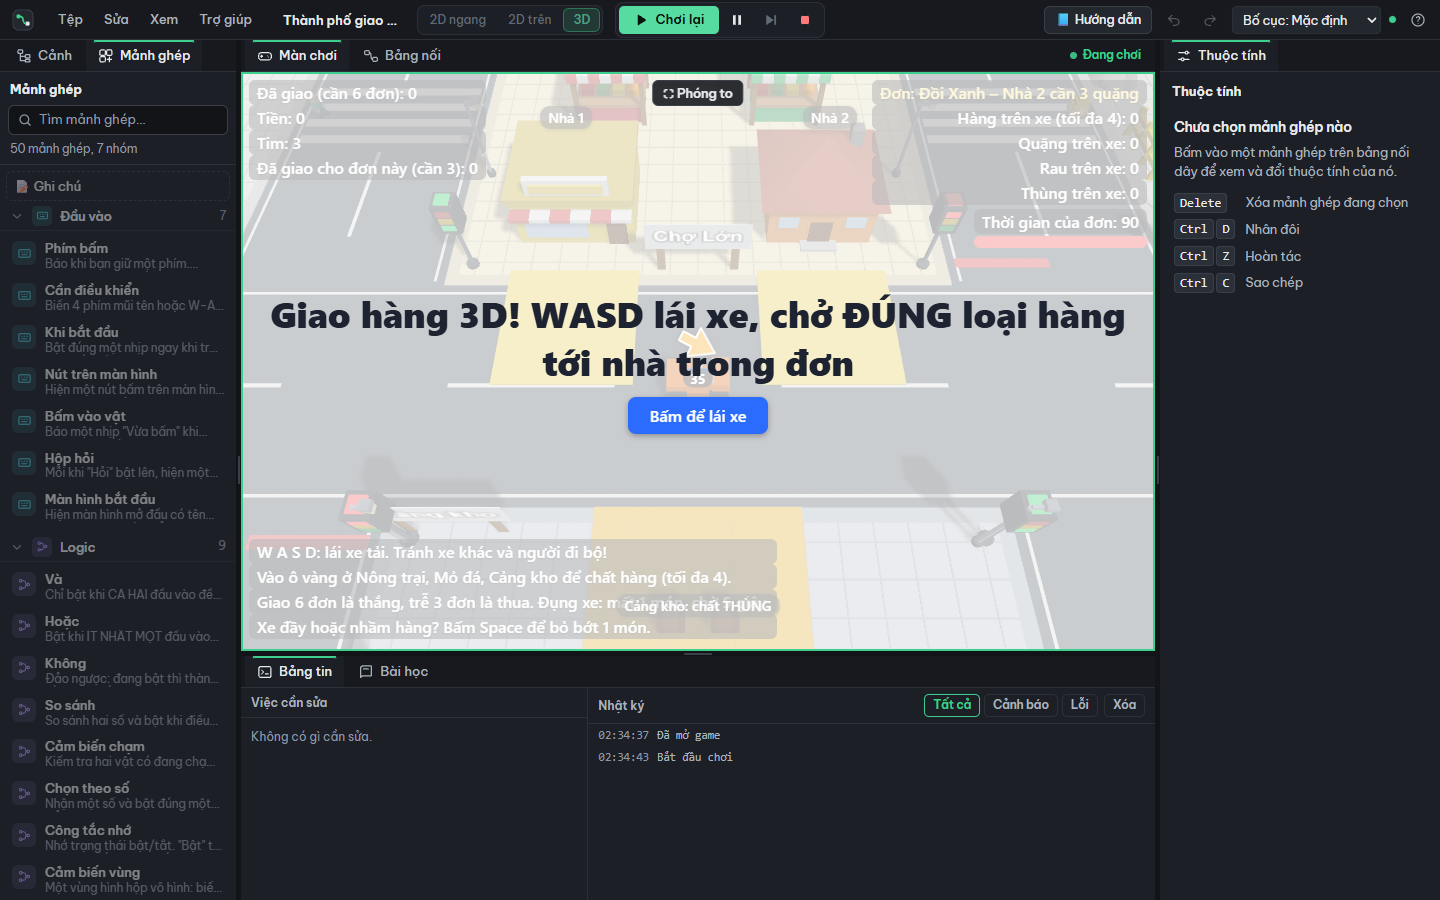 Tệp Sửa Xem Trợ giúp Thành phố giao ... 2D ngang 2D trên 3D Chơi lại Hướng dẫn Bố cục: Mặc định
Cảnh Mảnh ghép
Màn chơi Bảng nối Đang chơi
Thuộc tính
Mảnh ghép
Tìm mảnh ghép...
50 mảnh ghép, 7 nhóm
Ghi chú
Đầu vào 7
Phím bấm
Báo khi bạn giữ một phím....
Cần điều khiển
Biến 4 phím mũi tên hoặc W-A...
Khi bắt đầu
Bật đúng một nhịp ngay khi tr...
Nút trên màn hình
Hiện một nút bấm trên màn hìn...
Bấm vào vật
Báo một nhịp "Vừa bấm" khi...
Hộp hỏi
Mỗi khi "Hỏi" bật lên, hiện một...
Màn hình bắt đầu
Hiện màn hình mở đầu có tên...
Logic 9
Và
Chỉ bật khi CẢ HAI đầu vào đề...
Hoặc
Bật khi ÍT NHẤT MỘT đầu vào...
Không
Đảo ngược: đang bật thì thàn...
So sánh
So sánh hai số và bật khi điều...
Cảm biến chạm
Kiểm tra hai vật có đang chạ...
Chọn theo số
Nhận một số và bật đúng một...
Công tắc nhớ
Nhớ trạng thái bật/tắt. "Bật" t...
Cảm biến vùng
Một vùng hình hộp vô hình: biế...
Đã giao (cần 6 đơn): 0
Tiền: 0
Tim: 3
Đã giao cho đơn này (cần 3): 0
Phóng to
Nhà 1
Nhà 2
Chợ Lớn
Đơn: Đồi Xanh – Nhà 2 cần 3 quặng
Hàng trên xe (tối đa 4): 0
Quặng trên xe: 0
Rau trên xe: 0
Thùng trên xe: 0
Thời gian của đơn: 90
Giao hàng 3D! WASD lái xe, chở ĐÚNG loại hàng
tới nhà trong đơn
35
Bấm để lái xe
W A S D: lái xe tải. Tránh xe khác và người đi bộ!
Vào ô vàng ở Nông trại, Mỏ đá, Cảng kho để chất hàng (tối đa 4).
Giao 6 đơn là thắng, trễ 3 đơn là thua. Đụng xe:
Cảng kho: chất THÙNG
Xe đầy hoặc nhầm hàng? Bấm Space để bỏ bớt 1 món.
Bảng tin Bài học
Việc cần sửa
Không có gì cần sửa.
Nhật ký Tất cả Cảnh báo Lỗi Xóa
02:34:37 Đã mở game
02:34:43 Bắt đầu chơi
Thuộc tính
Chưa chọn mảnh ghép nào
Bấm vào một mảnh ghép trên bảng nối
dây để xem và đổi thuộc tính của nó.
Delete Xóa mảnh ghép đang chọn
Ctrl D Nhân đôi
Ctrl Z Hoàn tác
Ctrl C Sao chép